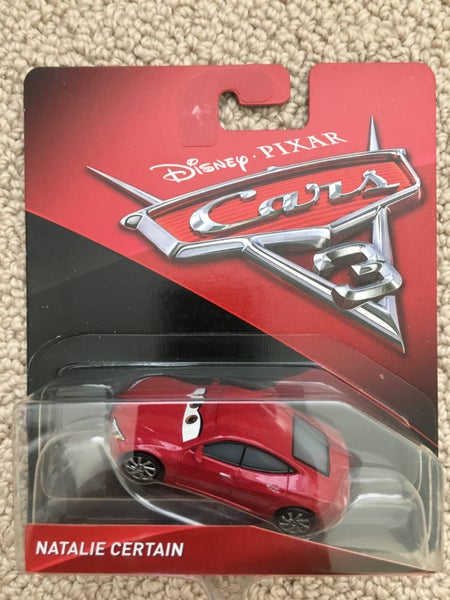 Disney · PIXAR
Cars
3
NATALIE CERTAIN